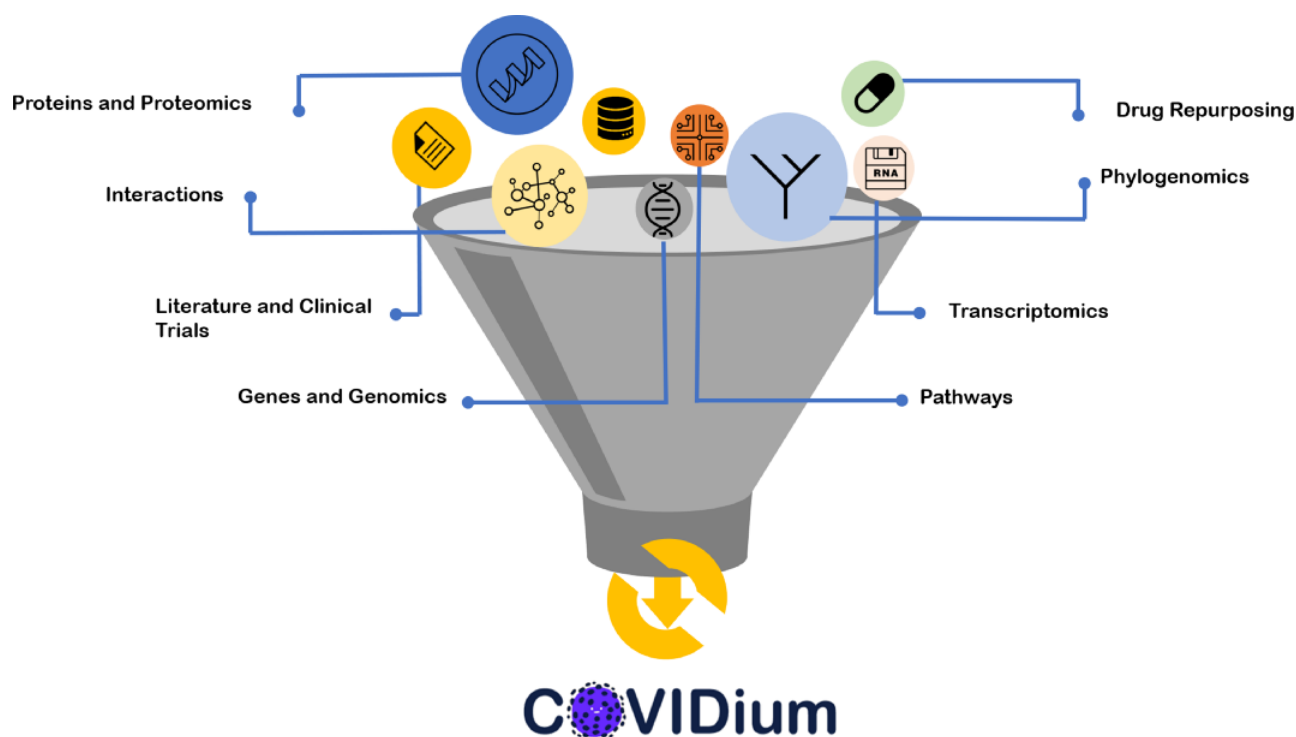 Proteins and Proteomics
Drug Repurposing
RNA
Interactions
Phylogenomics
Literature and Clinical
Trials
Transcriptomics
Genes and Genomics
Pathways
COVIDium